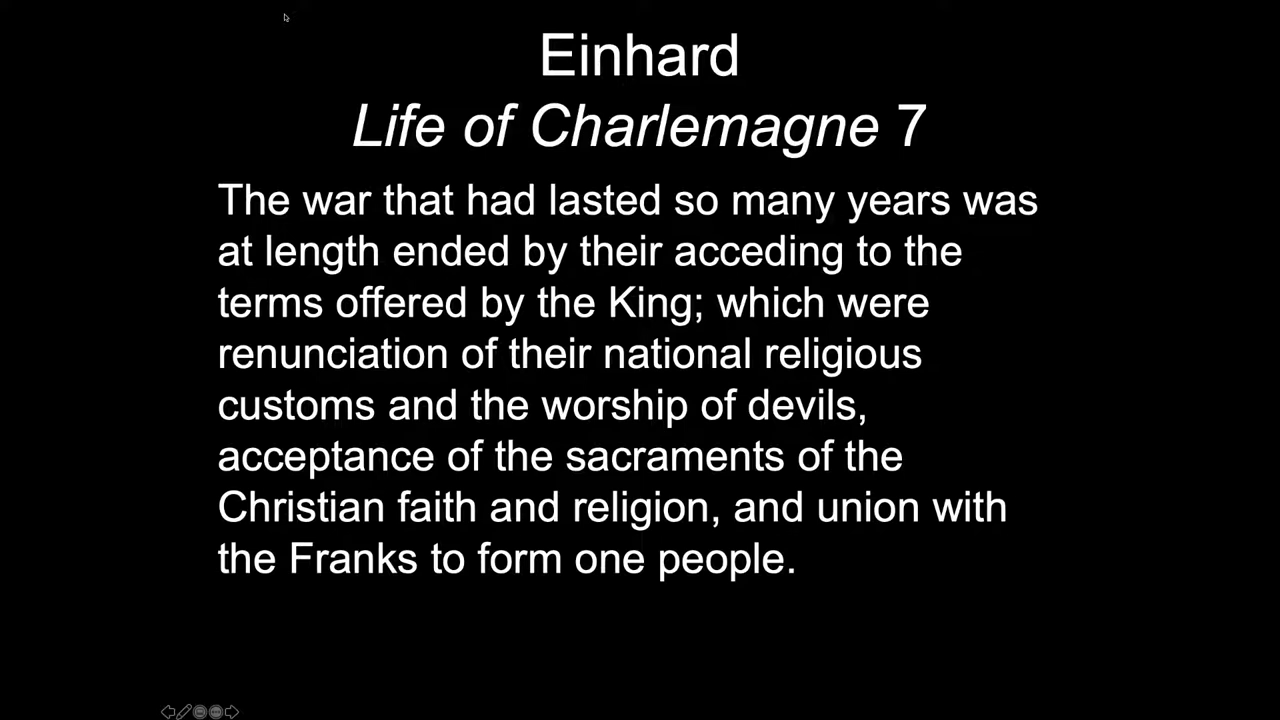 Einhard
Life of Charlemagne 7
The war that had lasted so many years was
at length ended by their acceding to the
terms offered by the King; which were
renunciation of their national religious
customs and the worship of devils,
acceptance of the sacraments of the
Christian faith and religion, and union with
the Franks to form one people.